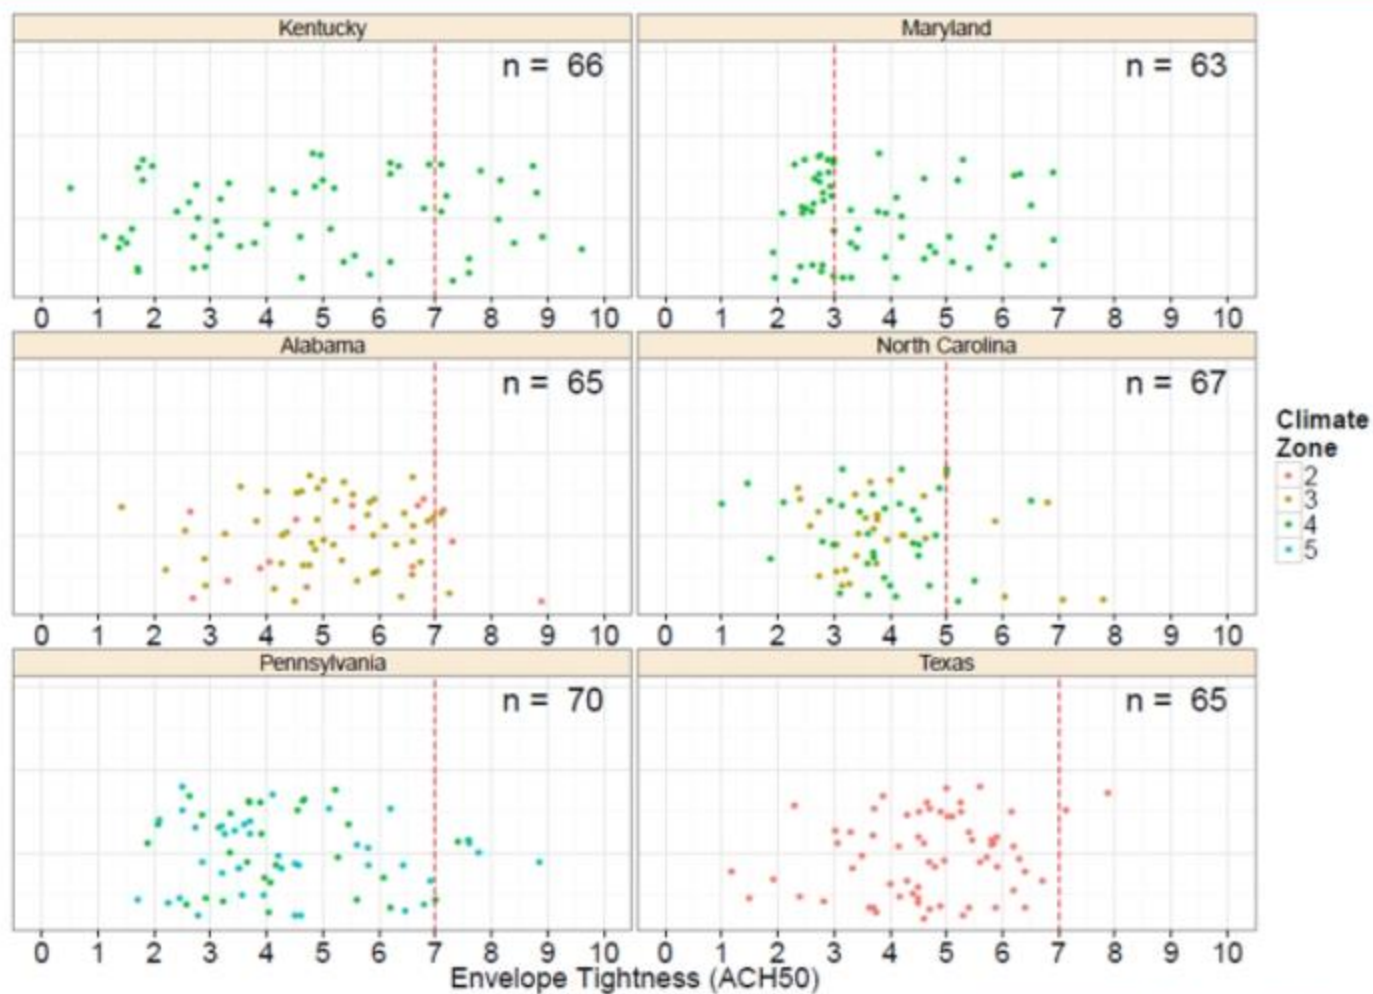 Kentucky
n = 66
0 1 2 3 4 5 6 7 8 9 10
Maryland
n = 63
0 1 2 3 4 5 6 7 8 9 10
Alabama
n = 65
0 1 2 3 4 5 6 7 8 9 10
North Carolina
n = 67
0 1 2 3 4 5 6 7 8 9 10
Pennsylvania
n = 70
0 1 2 3 4 5 6 7 8 9 10
Texas
n = 65
0 1 2 3 4 5 6 7 8 9 10
Envelope Tightness (ACH50)
Climate
Zone
2
3
4
5